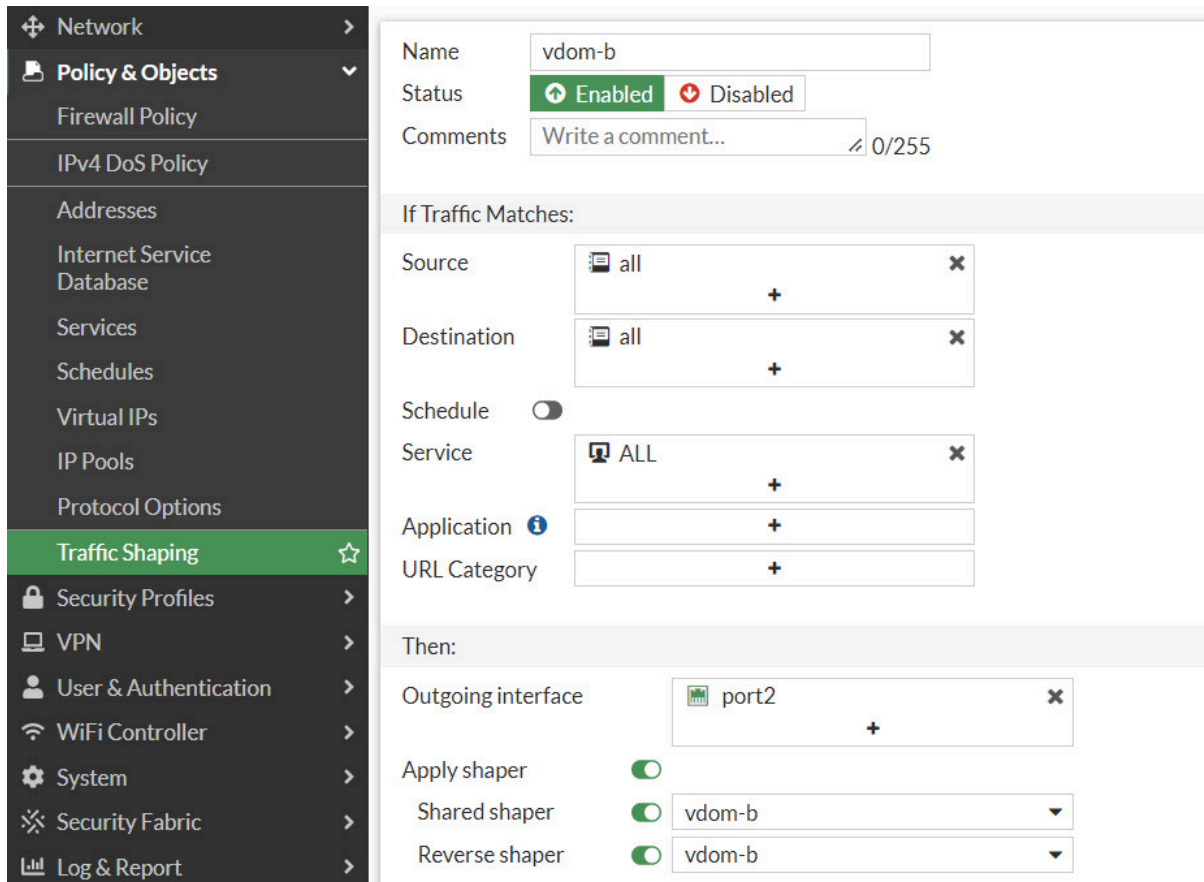 Network
Policy & Objects
Firewall Policy
IPv4 DoS Policy
Addresses
Internet Service
Database
Services
Schedules
Virtual IPs
IP Pools
Protocol Options
Traffic Shaping
Security Profiles
VPN
User & Authentication
WiFi Controller
System
Security Fabric
Log & Report
Name vdom-b
Status Enabled Disabled
Comments Write a comment... 0/255
If Traffic Matches:
Source all
+
Destination all
+
Schedule
Service ALL
+
Application +
URL Category +
Then:
Outgoing interface port2
+
Apply shaper
Shared shaper vdom-b
Reverse shaper vdom-b